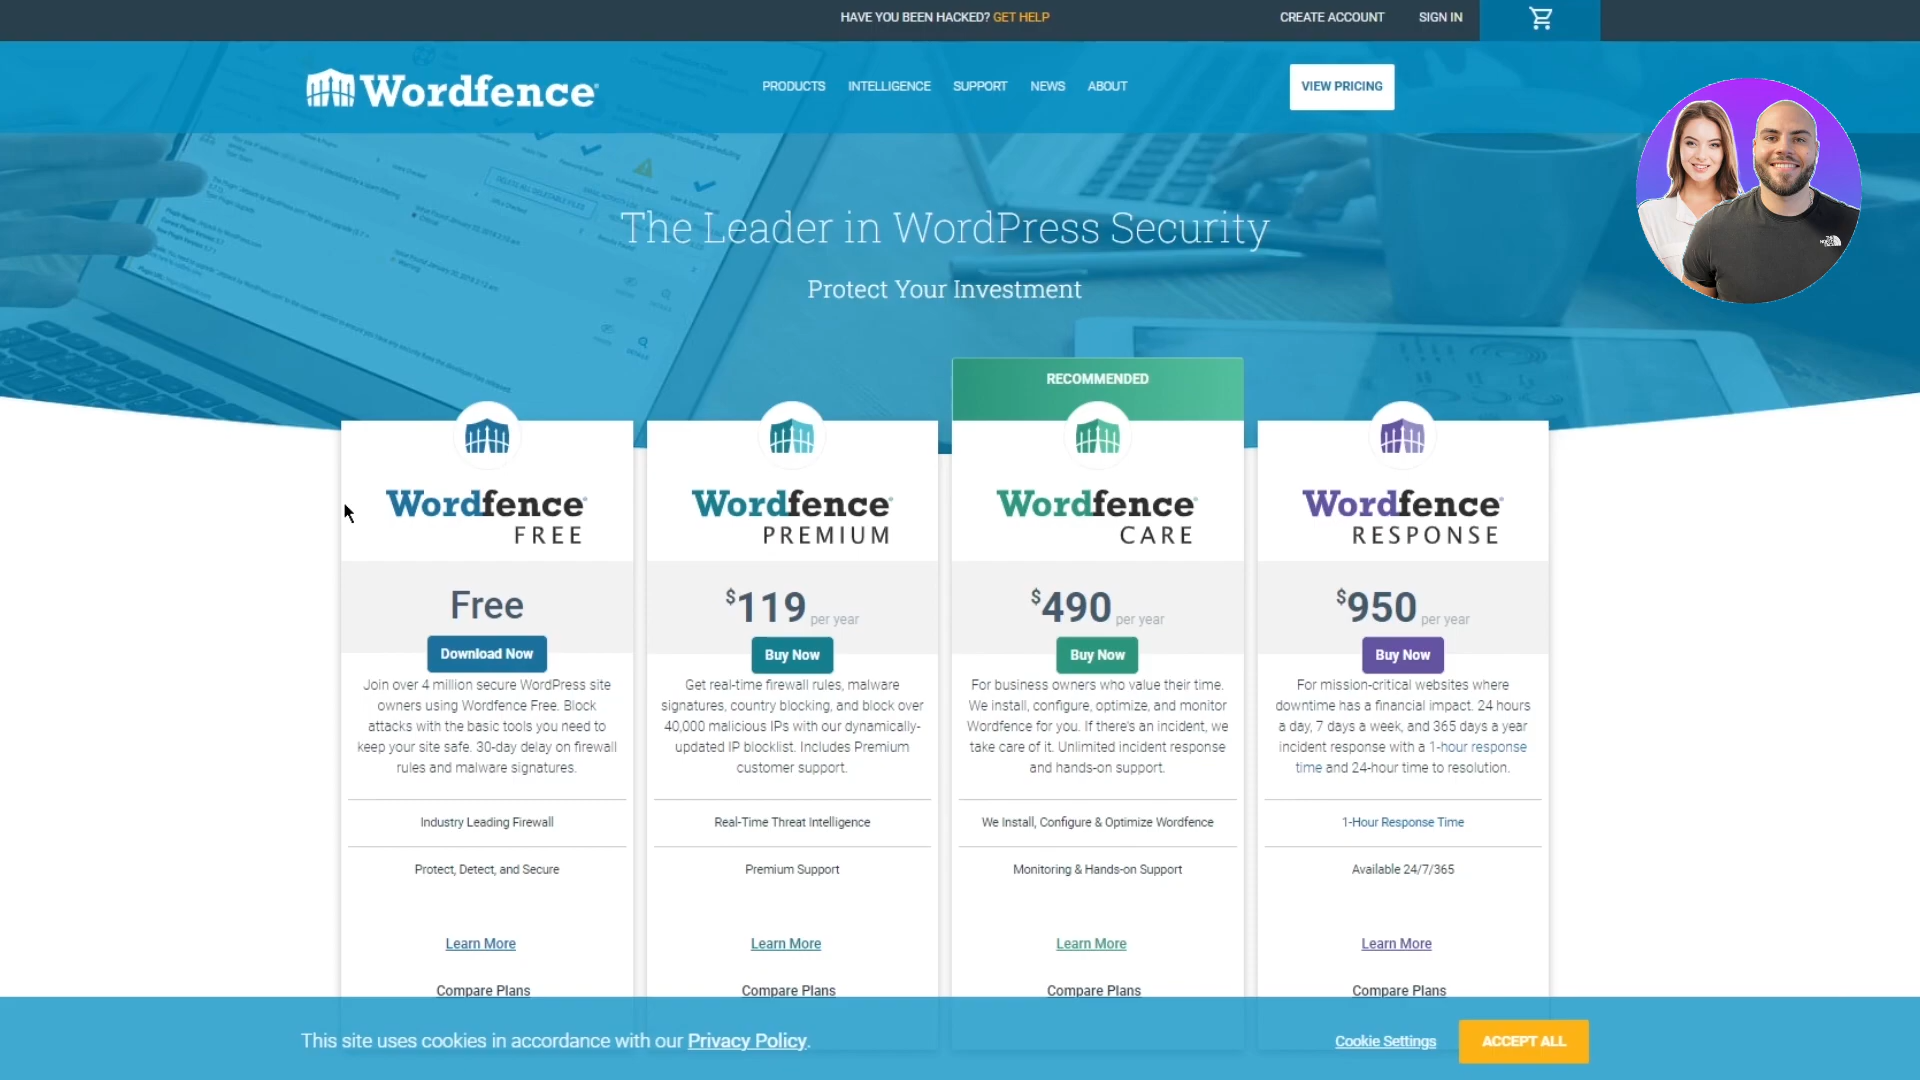 HAVE YOU BEEN HACKED? GET HELP
CREATE ACCOUNT
SIGN IN
Wordfence
PRODUCTS
INTELLIGENCE
SUPPORT
NEWS
ABOUT
VIEW PRICING
The Leader in WordPress Security
Protect Your Investment
Wordfence
FREE
Free
Download Now
Join over 4 million secure WordPress site
owners using Wordfence Free. Block
attacks with the basic tools you need to
keep your site safe. 30-day delay on firewall
rules and malware signatures.
Industry Leading Firewall
Protect, Detect, and Secure
Learn More
Compare Plans
Wordfence
PREMIUM
$119 per year
Buy Now
Get real-time firewall rules, malware
signatures, country blocking, and block over
40,000 malicious IPs with our dynamically-
updated IP blocklist. Includes Premium
customer support.
Real-Time Threat Intelligence
Premium Support
Learn More
Compare Plans
RECOMMENDED
Wordfence
CARE
$490 per year
Buy Now
For business owners who value their time.
We install, configure, optimize, and monitor
Wordfence for you. If there's an incident, we
take care of it. Unlimited incident response
and hands-on support.
We Install, Configure & Optimize Wordfence
Monitoring & Hands-on Support
Learn More
Compare Plans
Wordfence
RESPONSE
$950 per year
Buy Now
For mission-critical websites where
downtime has a financial impact. 24 hours
a day, 7 days a week, and 365 days a year
incident response with a 1-hour response
time and 24-hour time to resolution.
1-Hour Response Time
Available 24/7/365
Learn More
Compare Plans
This site uses cookies in accordance with our Privacy Policy.
Cookie Settings
ACCEPT ALL